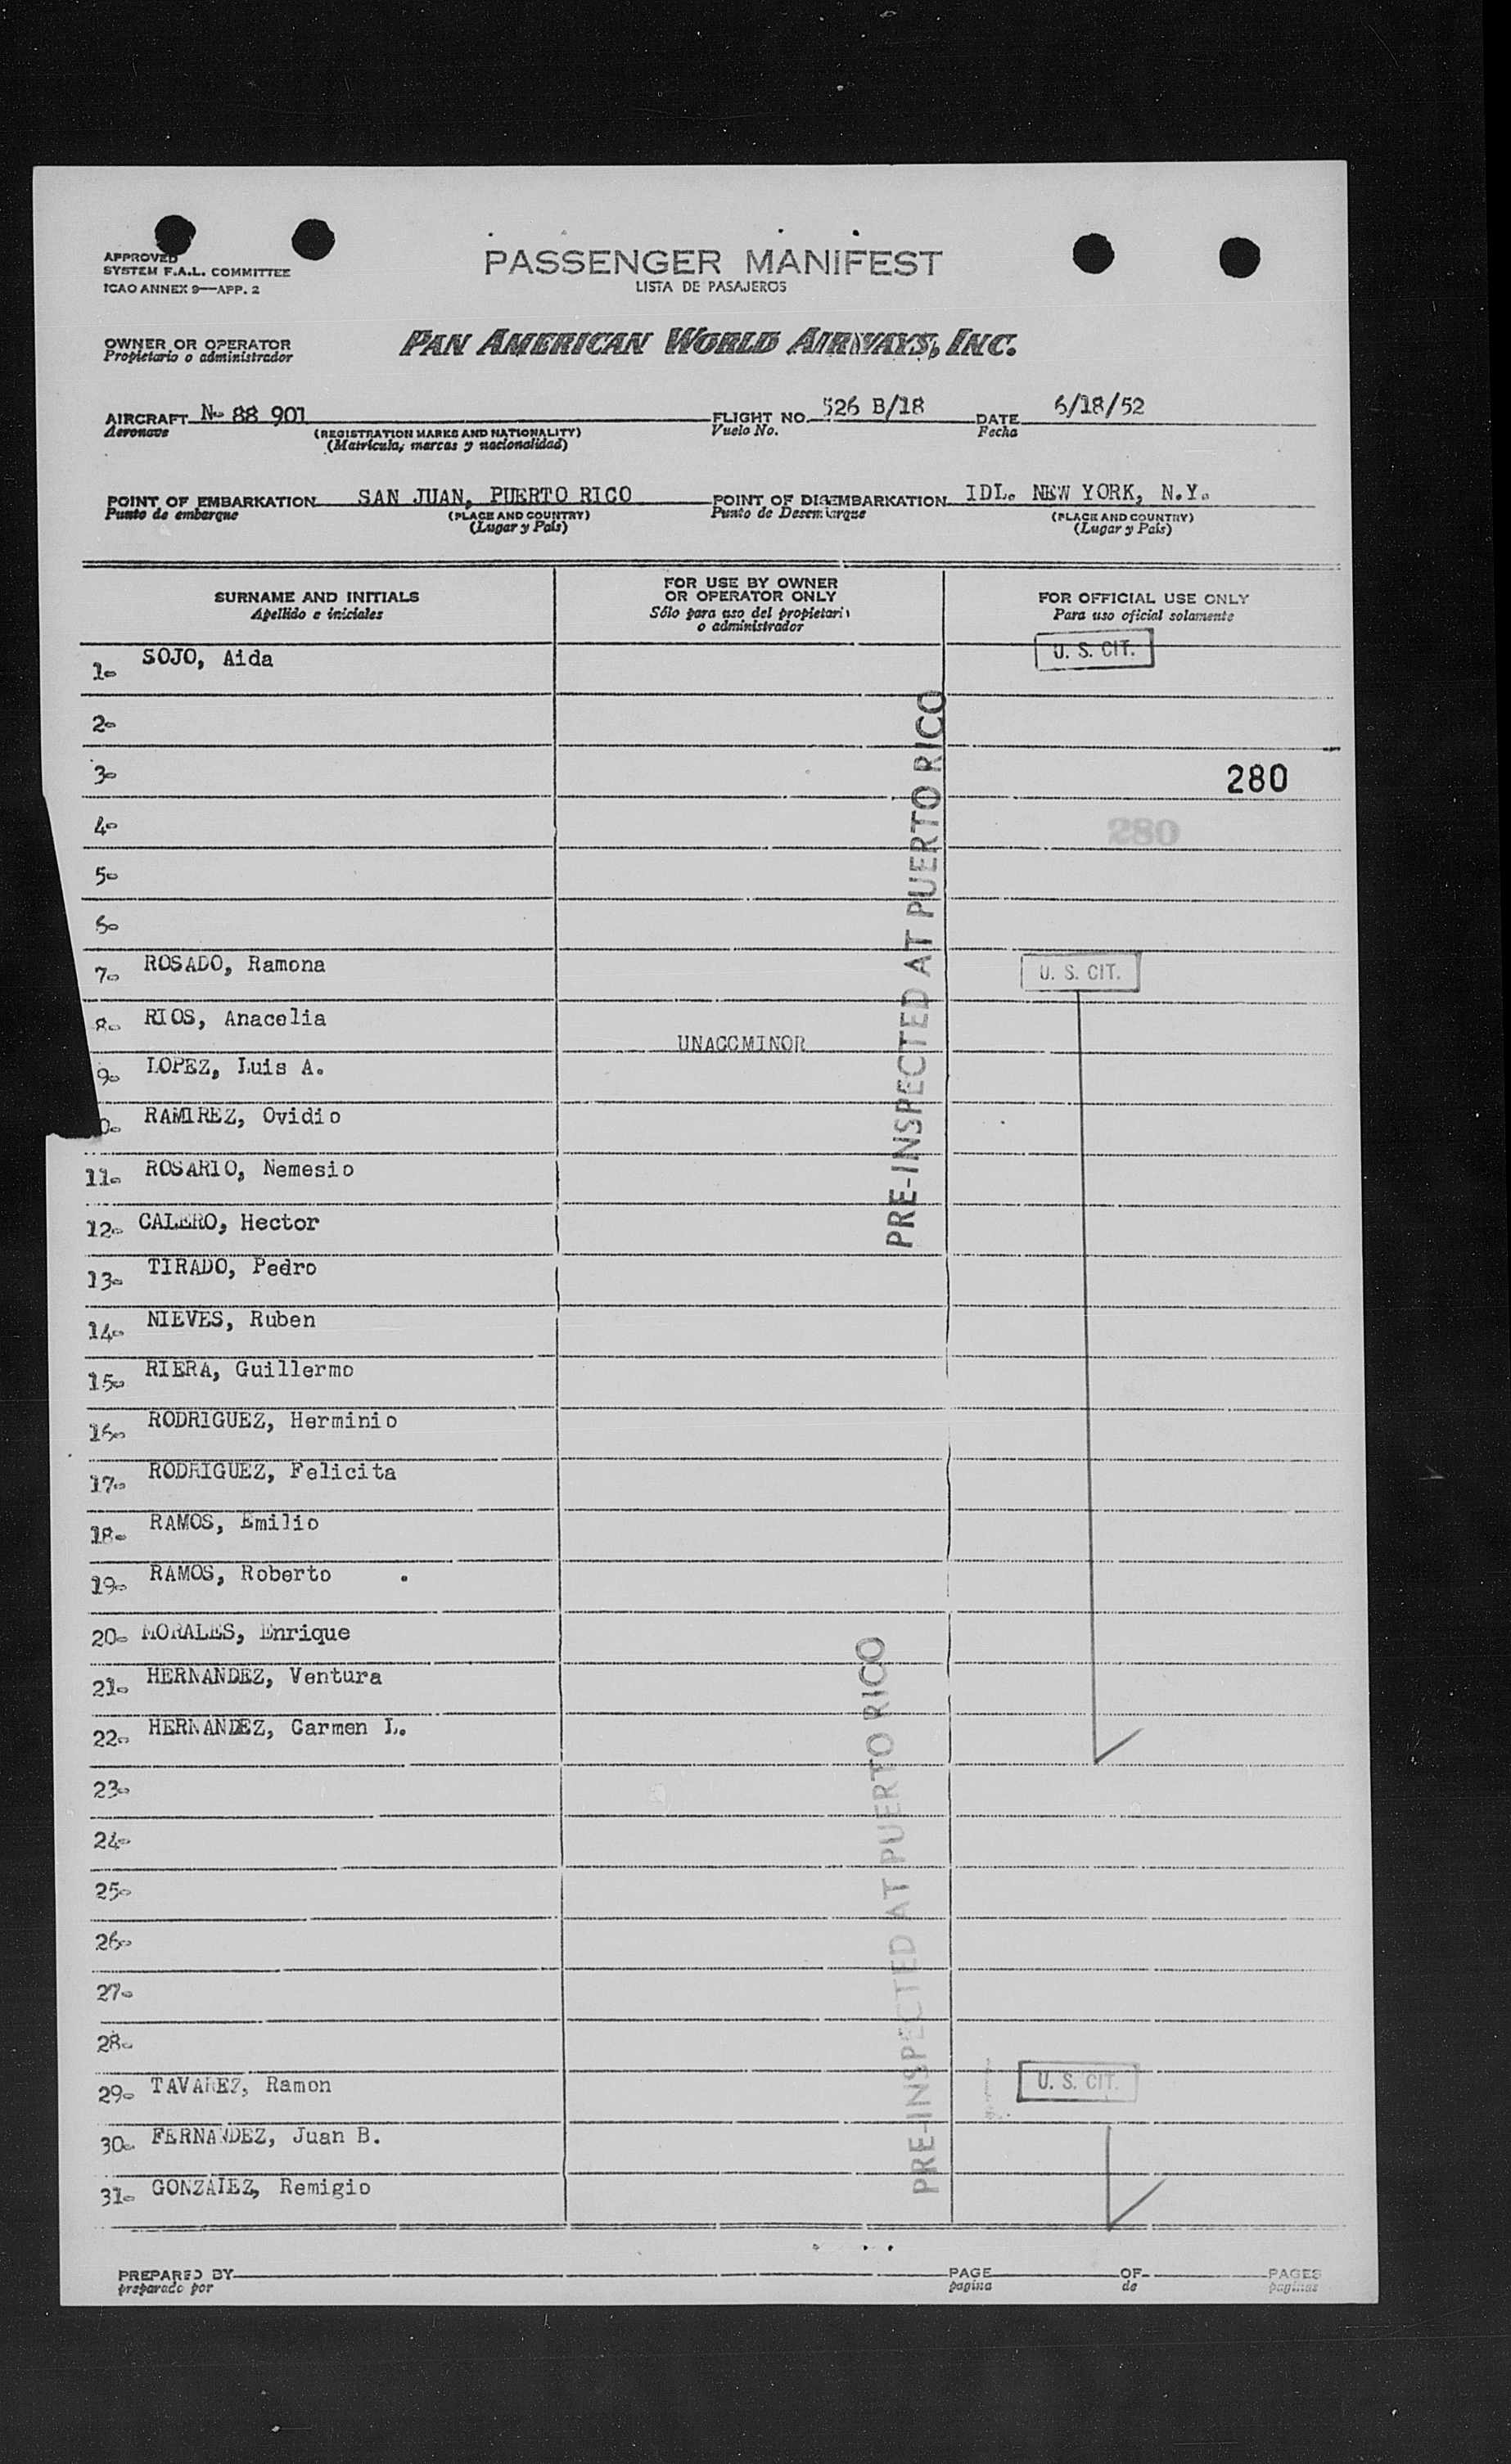 APPROVED
SYSTEM F.A.L. COMMITTEE
ICAO ANNEX 9—APP. 2
PASSENGER MANIFEST
LISTA DE PASAJEROS
OWNER OR OPERATOR
Propietario o administrador
PAN AMERICAN WORLD AIRWAYS, INC.
AIRCRAFT N- 88 901 FLIGHT NO. 526 B/18 DATE 6/18/52
Aeronave (REGISTRATION MARKS AND NATIONALITY) Vuelo No. Fecha
(Matricula, marcas y nacionalidad)
POINT OF EMBARKATION SAN JUAN, PUERTO RICO POINT OF DISEMBARKATION IDL. NEW YORK, N.Y.
Punto de embarque (PLACE AND COUNTRY) Punto de Desembarque (PLACE AND COUNTRY)
(Lugar y País) (Lugar y País)
SURNAME AND INITIALS
Apellido e iniciales
FOR USE BY OWNER
OR OPERATOR ONLY
Sólo para uso del propietario
o administrador
FOR OFFICIAL USE ONLY
Para uso oficial solamente
1- SOJO, Aida U. S. CIT.
2-
3- 280
4- 280
5-
6-
7- ROSADO, Ramona U. S. CIT.
8- RIOS, Anacelia UNACCMINOR
9- LOPEZ, Luis A.
0- RAMIREZ, Ovidio
11- ROSARIO, Nemesio
12- CALERO, Hector
13- TIRADO, Pedro
14- NIEVES, Ruben
15- RIERA, Guillermo
16- RODRIGUEZ, Herminio
17- RODRIGUEZ, Felicita
18- RAMOS, Emilio
19- RAMOS, Roberto .
20- MORALES, Enrique
21- HERNANDEZ, Ventura
22- HERNANDEZ, Carmen L.
23-
24-
25-
26-
27-
28-
29- TAVAREZ, Ramon U. S. CIT.
30- FERNANDEZ, Juan B.
31- GONZALEZ, Remigio
PRE-INSPECTED AT PUERTO RICO
PRE-INSPECTED AT PUERTO RICO
PREPARED BY PAGE OF PAGES
preparado por pagina de paginas